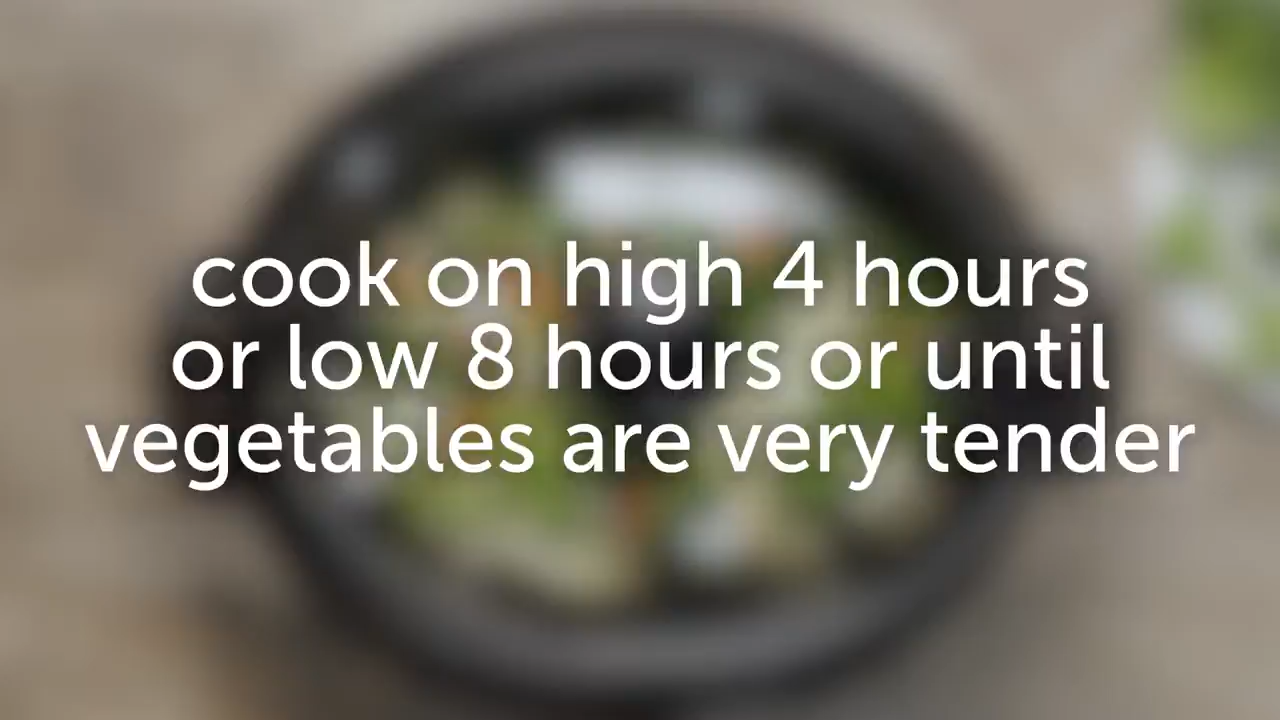 cook on high 4 hours
or low 8 hours or until
vegetables are very tender